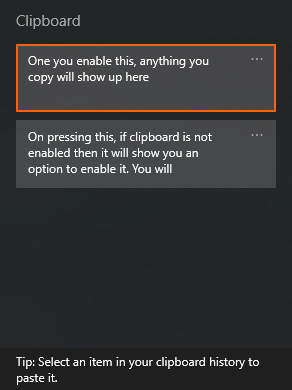 Clipboard
One you enable this, anything you
copy will show up here
On pressing this, if clipboard is not
enabled then it will show you an
option to enable it. You will
Tip: Select an item in your clipboard history to
paste it.